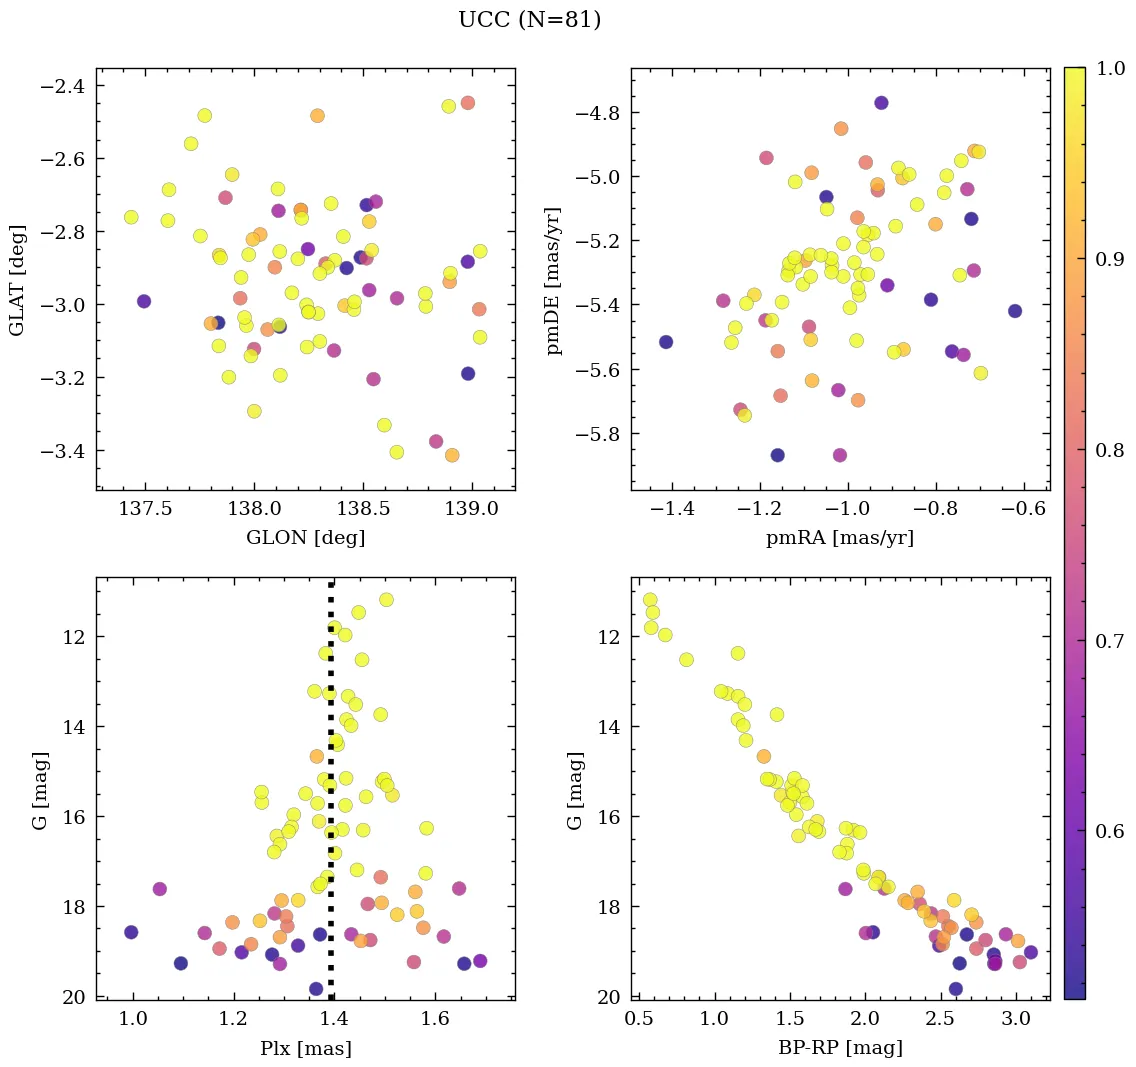 UCC (N=81)
−2.4
−2.6
−2.8
−3.0
−3.2
−3.4
GLAT [deg]
137.5 138.0 138.5 139.0
GLON [deg]
−4.8
−5.0
−5.2
−5.4
−5.6
−5.8
pmDE [mas/yr]
−1.4 −1.2 −1.0 −0.8 −0.6
pmRA [mas/yr]
12
14
16
18
20
G [mag]
1.0 1.2 1.4 1.6
Plx [mas]
12
14
16
18
20
G [mag]
0.5 1.0 1.5 2.0 2.5 3.0
BP-RP [mag]
1.0
0.9
0.8
0.7
0.6